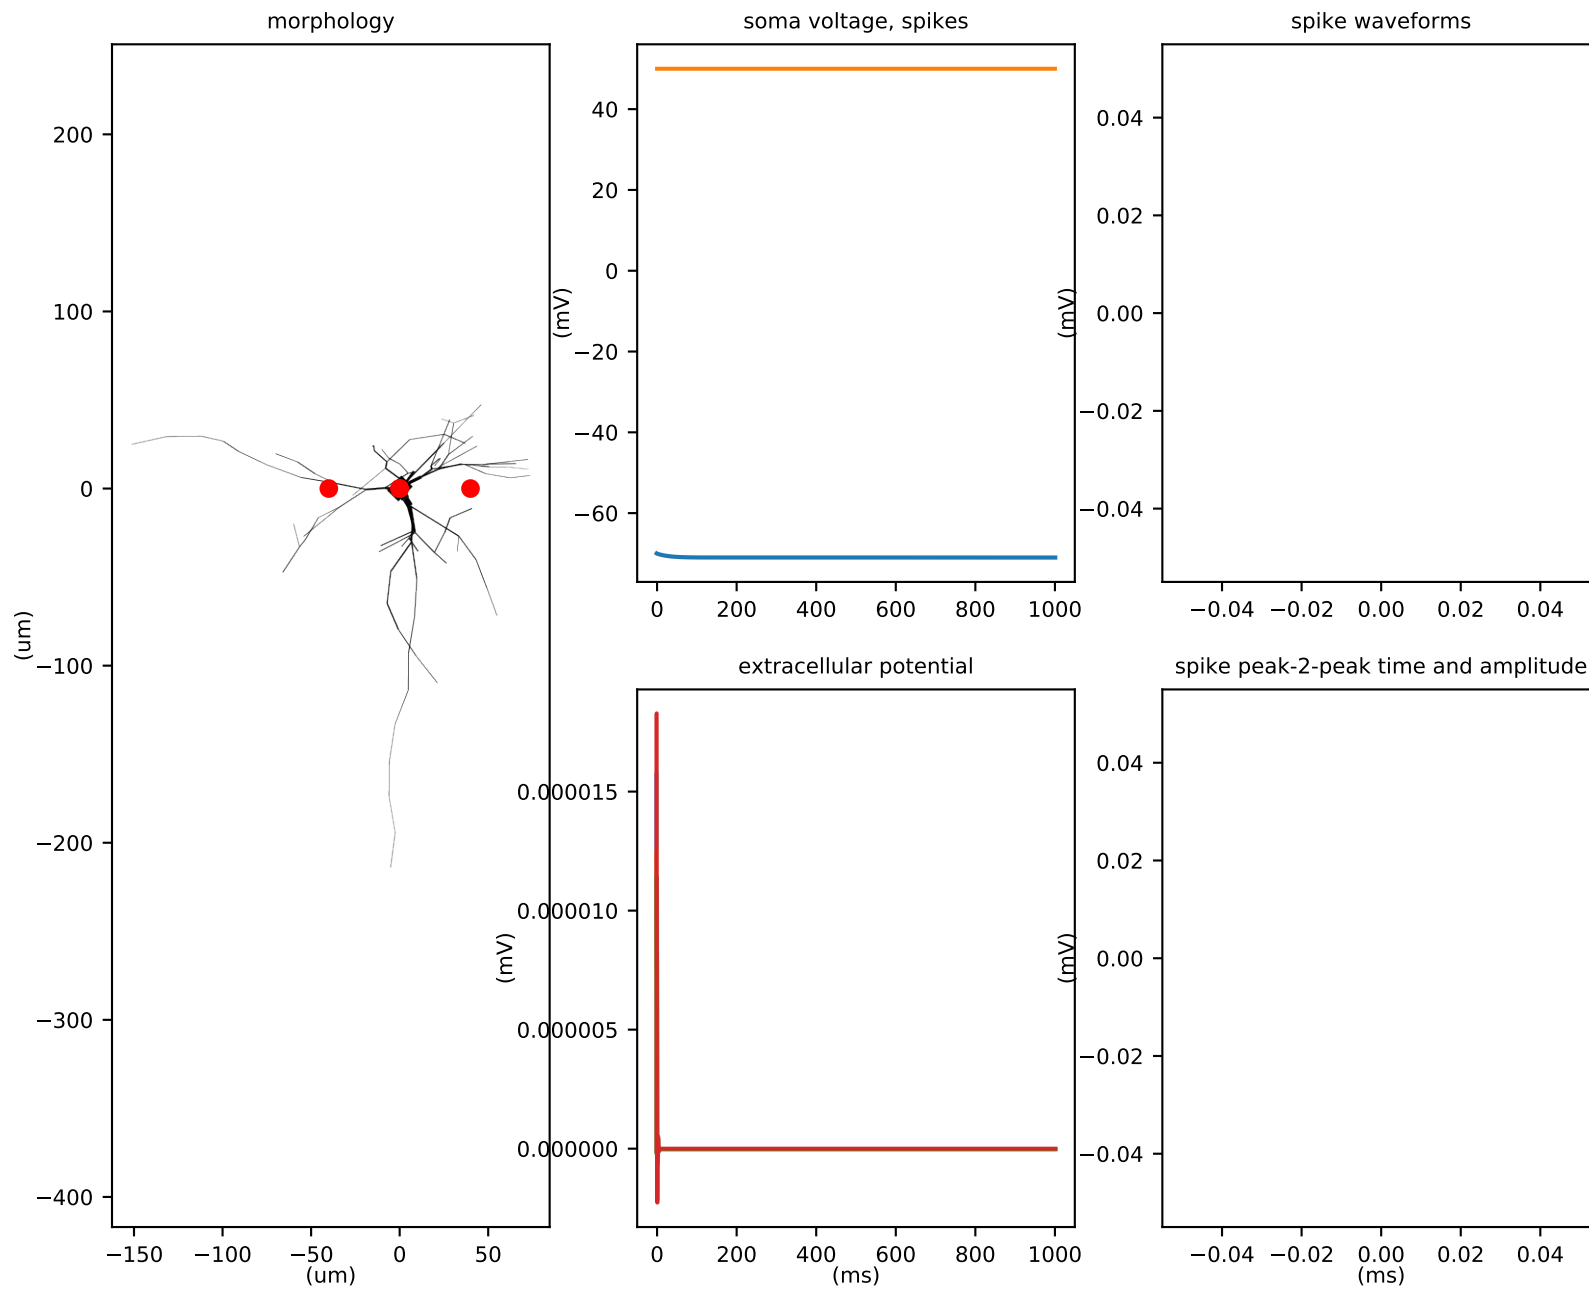 morphology
200
100
0
−100
−200
−300
−400
(um)
−150 −100 −50 0 50
(um)
soma voltage, spikes
40
20
0
−20
−40
−60
(mV)
0 200 400 600 800 1000
spike waveforms
0.04
0.02
0.00
−0.02
−0.04
(mV)
−0.04 −0.02 0.00 0.02 0.04
extracellular potential
0.000015
0.000010
0.000005
0.000000
(mV)
0 200 400 600 800 1000
(ms)
spike peak-2-peak time and amplitude
0.04
0.02
0.00
−0.02
−0.04
(mV)
−0.04 −0.02 0.00 0.02 0.04
(ms)